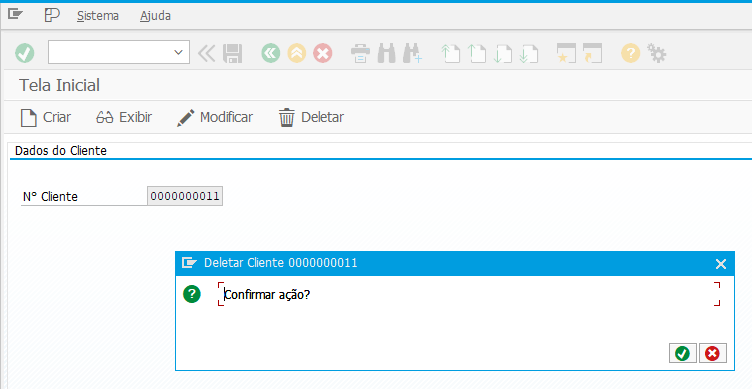 Sistema Ajuda
Tela Inicial
Criar Exibir Modificar Deletar
Dados do Cliente
N° Cliente 0000000011
Deletar Cliente 0000000011
Confirmar ação?